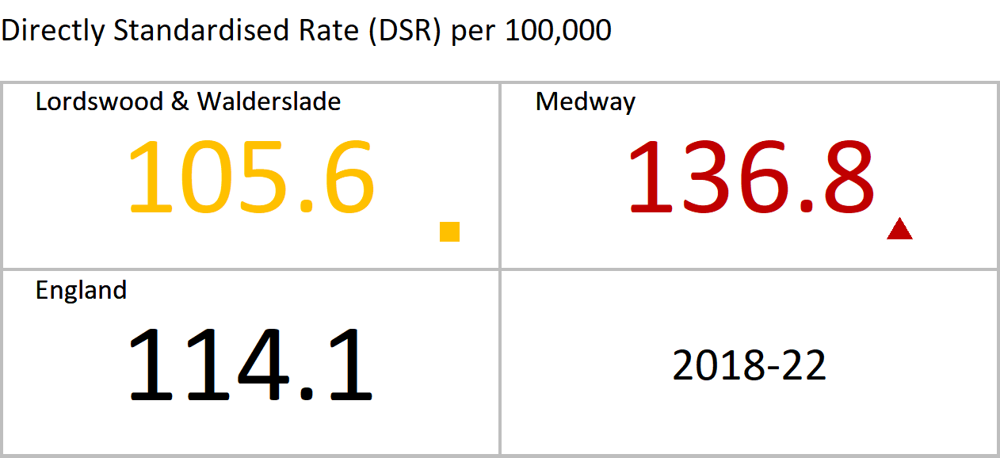 Directly Standardised Rate (DSR) per 100,000
Lordswood & Walderslade
105.6
Medway
136.8
England
114.1
2018-22